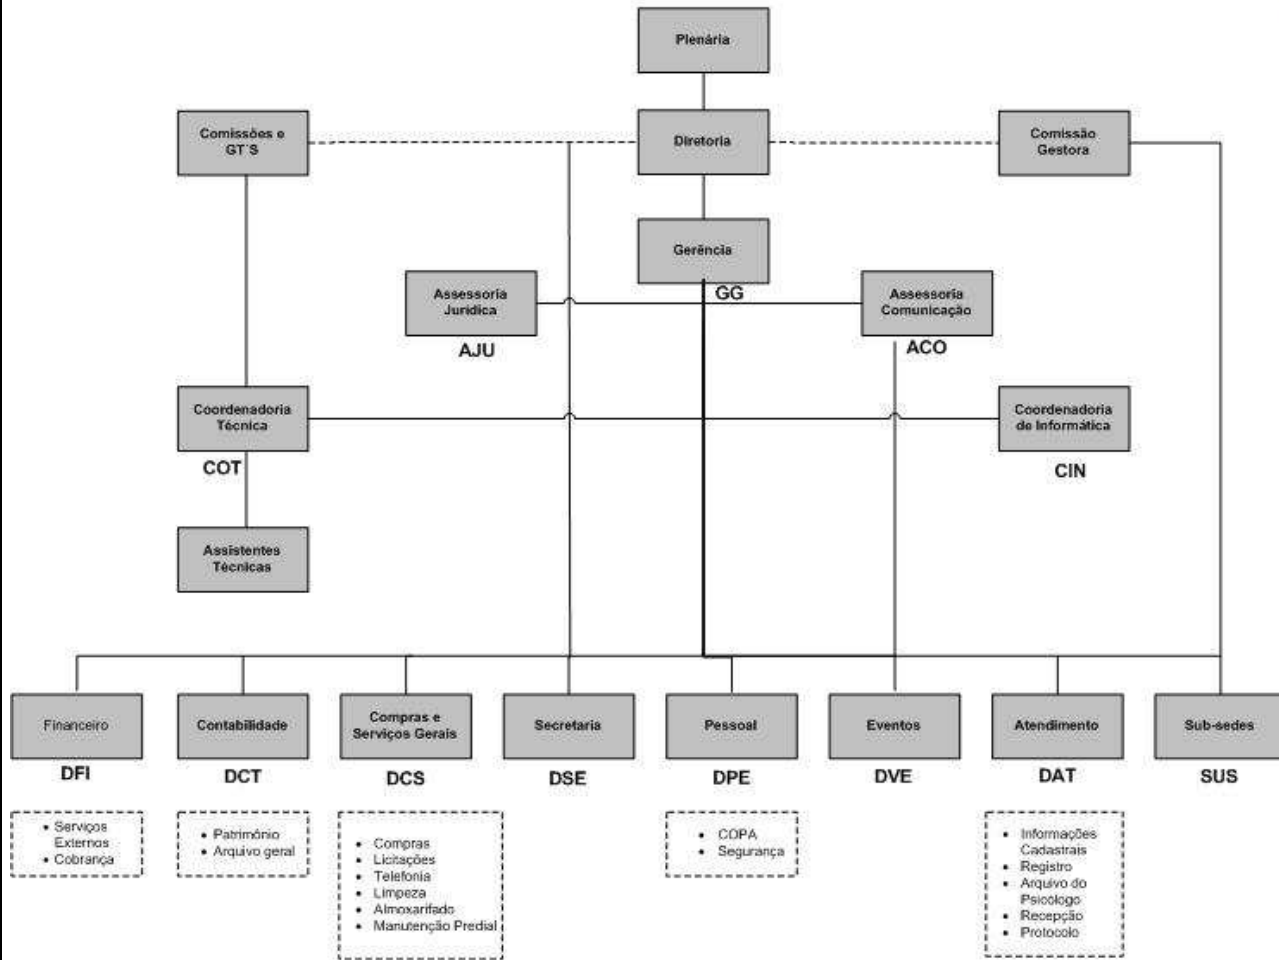 Plenária
Comissões e
GT´S
Diretoria
Comissão
Gestora
Gerência
GG
Assessoria
Jurídica
AJU
Assessoria
Comunicação
ACO
Coordenadoria
Técnica
COT
Coordenadoria
de Informática
CIN
Assistentes
Técnicas
Financeiro
DFI
Contabilidade
DCT
Compras e
Serviços Gerais
DCS
Secretaria
DSE
Pessoal
DPE
Eventos
DVE
Atendimento
DAT
Sub-sedes
SUS
• Serviços
Externos
• Cobrança
• Patrimônio
• Arquivo geral
• Compras
• Licitações
• Telefonia
• Limpeza
• Almoxarifado
• Manutenção Predial
• COPA
• Segurança
• Informações
Cadastrais
• Registro
• Arquivo do
Psicólogo
• Recepção
• Protocolo